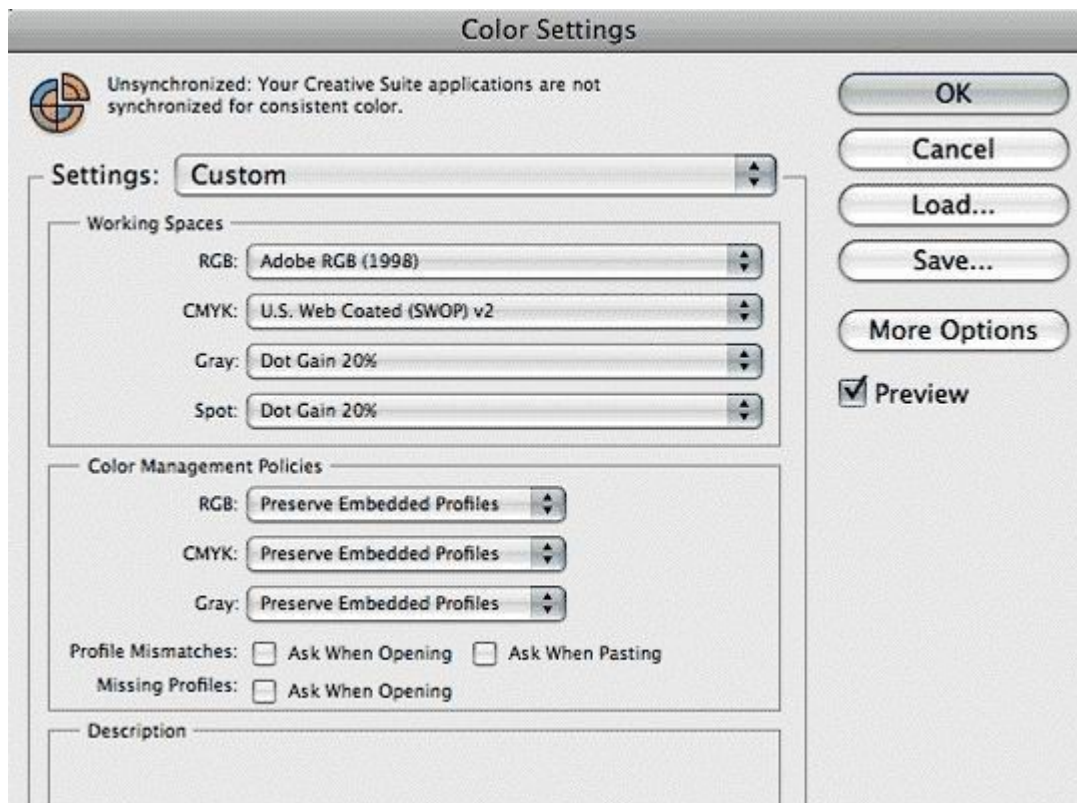 Color Settings
Unsynchronized: Your Creative Suite applications are not
synchronized for consistent color.
OK
Cancel
Load...
Save...
More Options
Preview
Settings: Custom
Working Spaces
RGB: Adobe RGB (1998)
CMYK: U.S. Web Coated (SWOP) v2
Gray: Dot Gain 20%
Spot: Dot Gain 20%
Color Management Policies
RGB: Preserve Embedded Profiles
CMYK: Preserve Embedded Profiles
Gray: Preserve Embedded Profiles
Profile Mismatches: Ask When Opening Ask When Pasting
Missing Profiles: Ask When Opening
Description